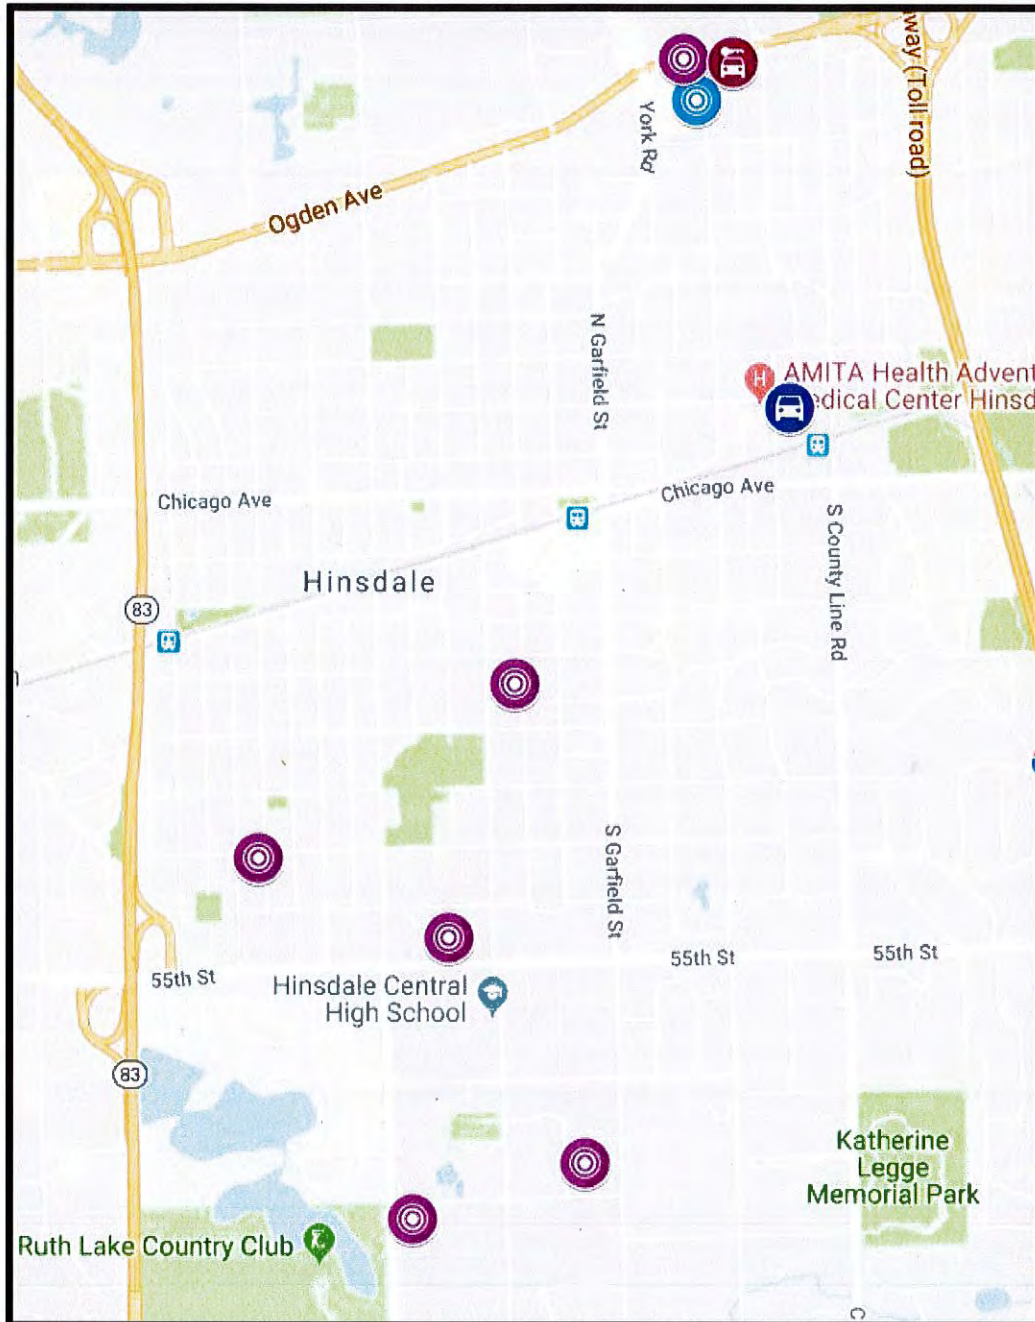 way (Toll road)
York Rd
Ogden Ave
N Garfield St
H
AMITA Health Advent
edical Center Hinsd
Chicago Ave
Chicago Ave
S County Line Rd
Hinsdale
83
S Garfield St
55th St
55th St
55th St
Hinsdale Central
High School
83
Katherine
Legge
Memorial Park
Ruth Lake Country Club
C